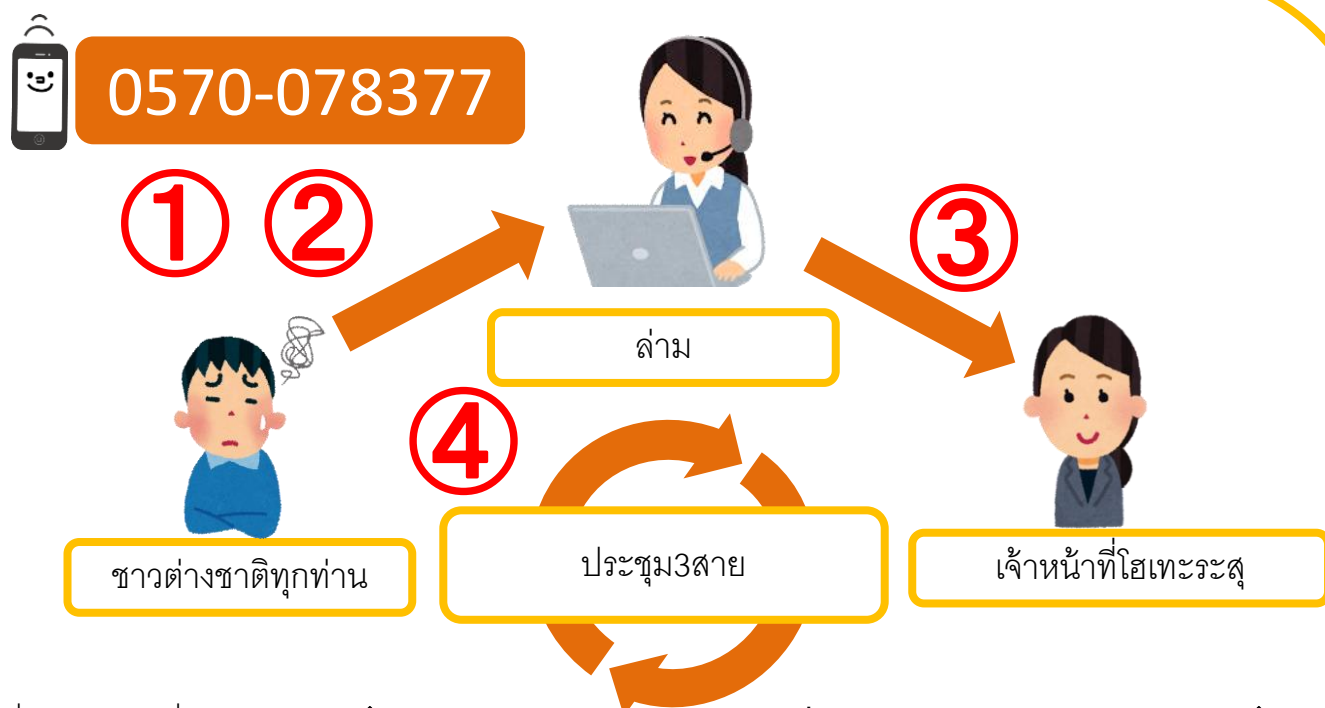 0570-078377
① ②
③
ล่าม
④
ชาวต่างชาติทุกท่าน
ประชุม3สาย
เจ้าหน้าที่โฮเทะระสุ